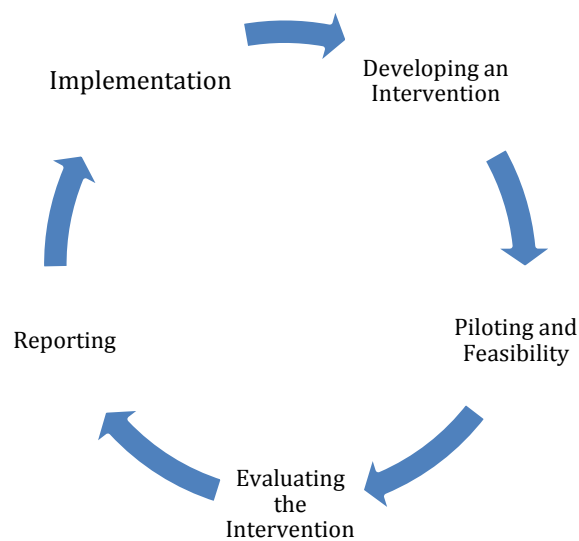 Implementation
Developing an
Intervention
Piloting and
Feasibility
Evaluating
the
Intervention
Reporting